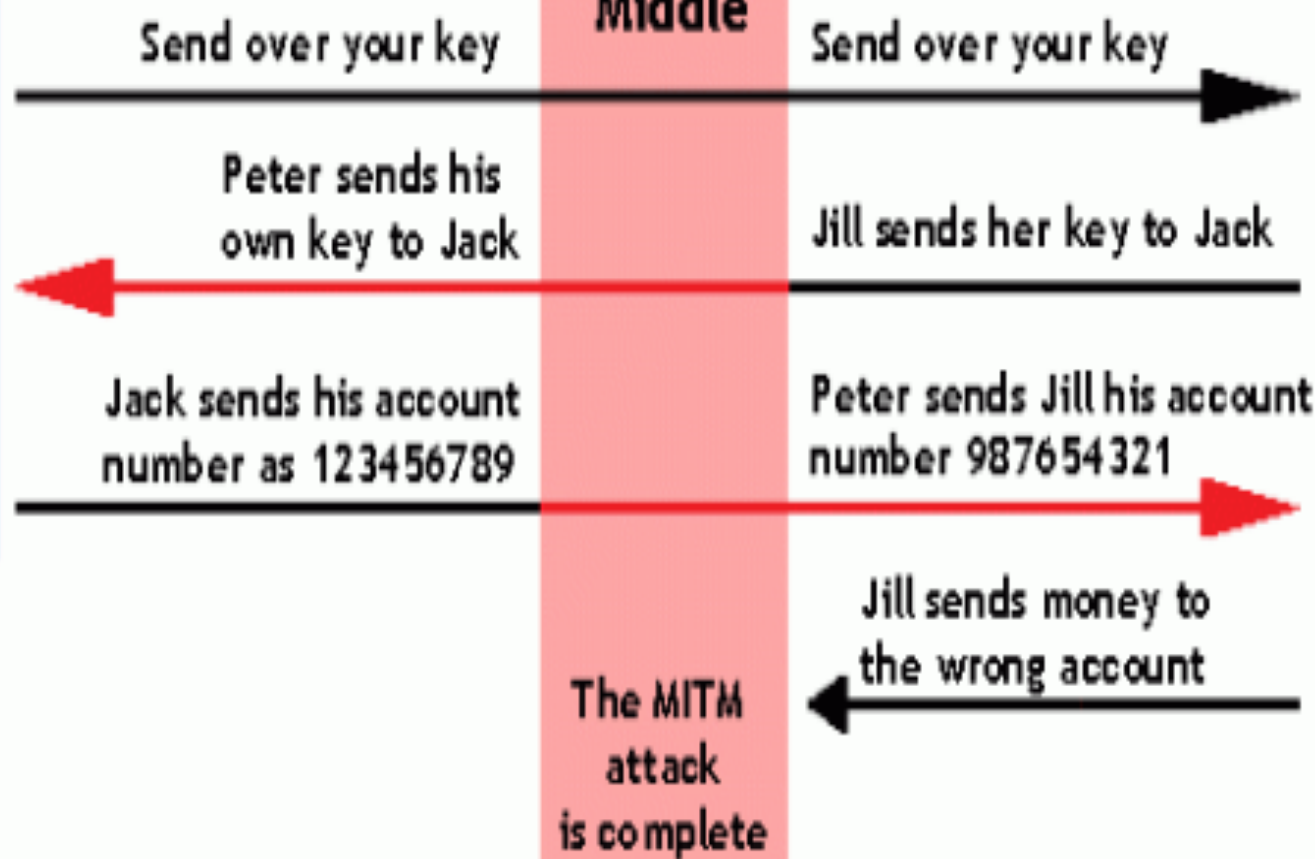 Middle
Send over your key
Send over your key
Peter sends his
own key to Jack
Jill sends her key to Jack
Jack sends his account
number as 123456789
Peter sends Jill his account
number 987654321
Jill sends money to
the wrong account
The MITM
attack
is complete